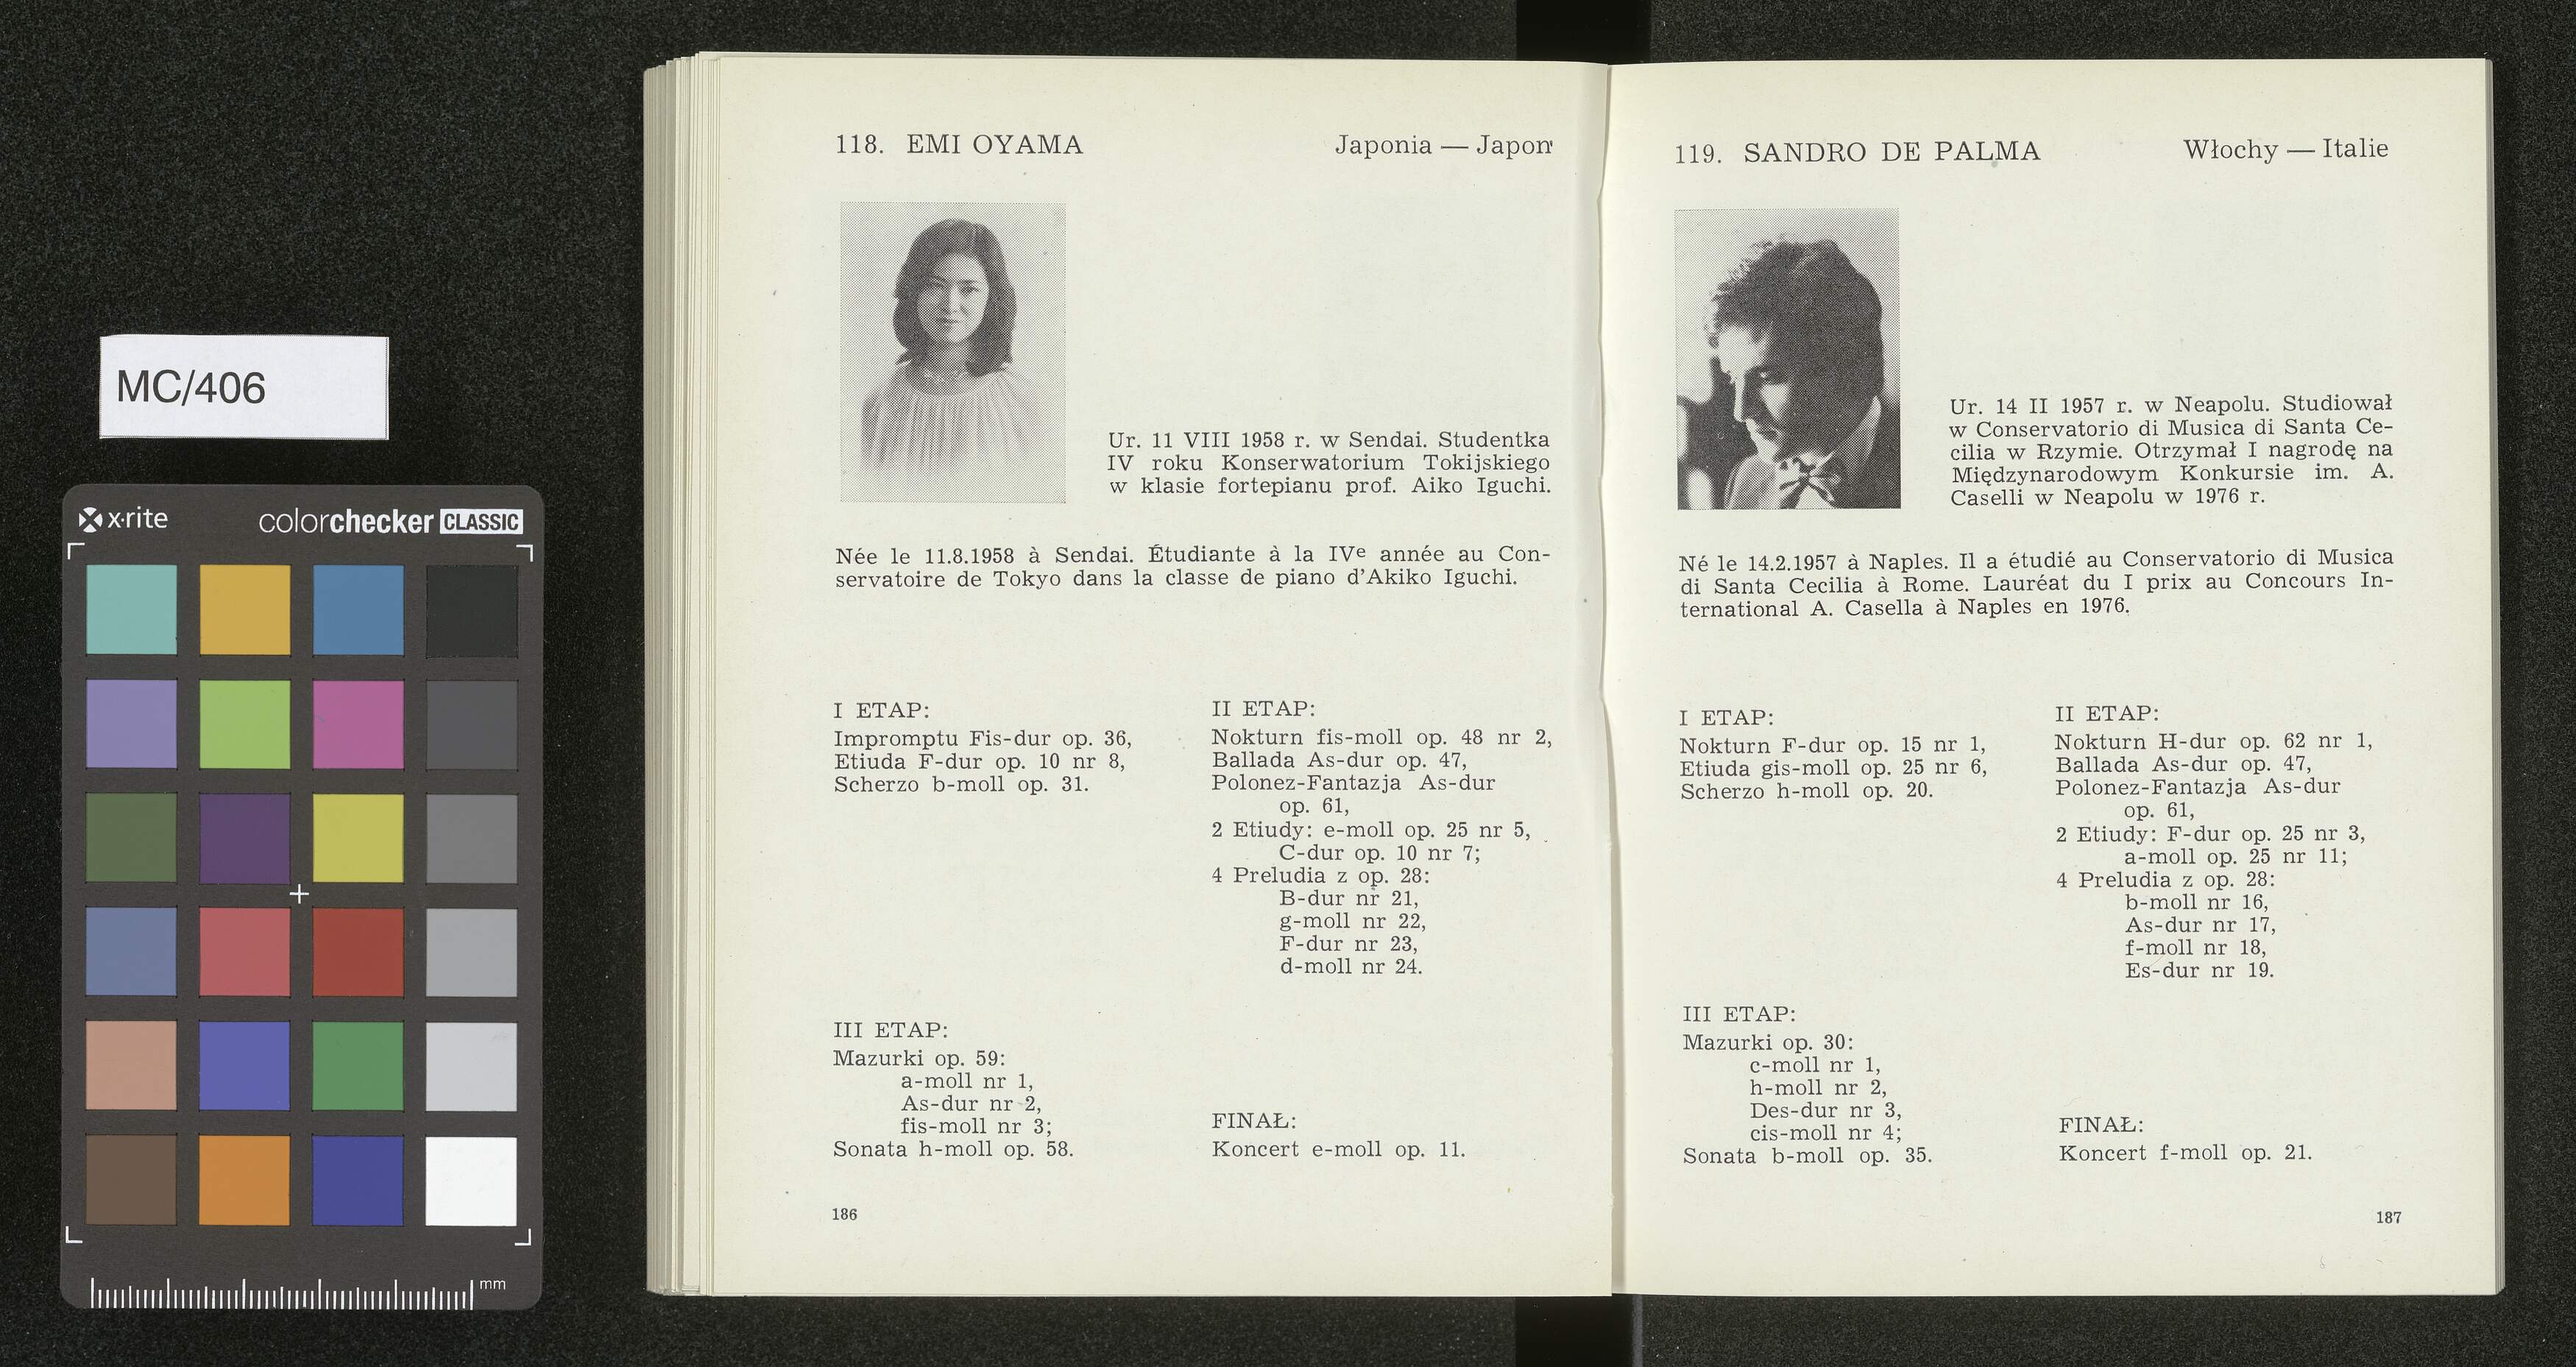 MC/406
x·rite
colorchecker CLASSIC
mm
118. EMI OYAMA
Japonia — Japon
Ur. 11 VIII 1958 r. w Sendai. Studentka
IV roku Konserwatorium Tokijskiego
w klasie fortepianu prof. Aiko Iguchi.
Née le 11.8.1958 à Sendai. Étudiante à la IVe année au Con-
servatoire de Tokyo dans la classe de piano d'Akiko Iguchi.
I ETAP:
Impromptu Fis-dur op. 36,
Etiuda F-dur op. 10 nr 8,
Scherzo b-moll op. 31.
II ETAP:
Nokturn fis-moll op. 48 nr 2,
Ballada As-dur op. 47,
Polonez-Fantazja As-dur
op. 61,
2 Etiudy: e-moll op. 25 nr 5,
C-dur op. 10 nr 7;
4 Preludia z op. 28:
B-dur nr 21,
g-moll nr 22,
F-dur nr 23,
d-moll nr 24.
III ETAP:
Mazurki op. 59:
a-moll nr 1,
As-dur nr 2,
fis-moll nr 3;
Sonata h-moll op. 58.
FINAŁ:
Koncert e-moll op. 11.
186
119. SANDRO DE PALMA
Włochy — Italie
Ur. 14 II 1957 r. w Neapolu. Studiował
w Conservatorio di Musica di Santa Ce-
cilia w Rzymie. Otrzymał I nagrodę na
Międzynarodowym Konkursie im. A.
Caselli w Neapolu w 1976 r.
Né le 14.2.1957 à Naples. Il a étudié au Conservatorio di Musica
di Santa Cecilia à Rome. Lauréat du I prix au Concours In-
ternational A. Casella à Naples en 1976.
I ETAP:
Nokturn F-dur op. 15 nr 1,
Etiuda gis-moll op. 25 nr 6,
Scherzo h-moll op. 20.
II ETAP:
Nokturn H-dur op. 62 nr 1,
Ballada As-dur op. 47,
Polonez-Fantazja As-dur
op. 61,
2 Etiudy: F-dur op. 25 nr 3,
a-moll op. 25 nr 11;
4 Preludia z op. 28:
b-moll nr 16,
As-dur nr 17,
f-moll nr 18,
Es-dur nr 19.
III ETAP:
Mazurki op. 30:
c-moll nr 1,
h-moll nr 2,
Des-dur nr 3,
cis-moll nr 4;
Sonata b-moll op. 35.
FINAŁ:
Koncert f-moll op. 21.
187